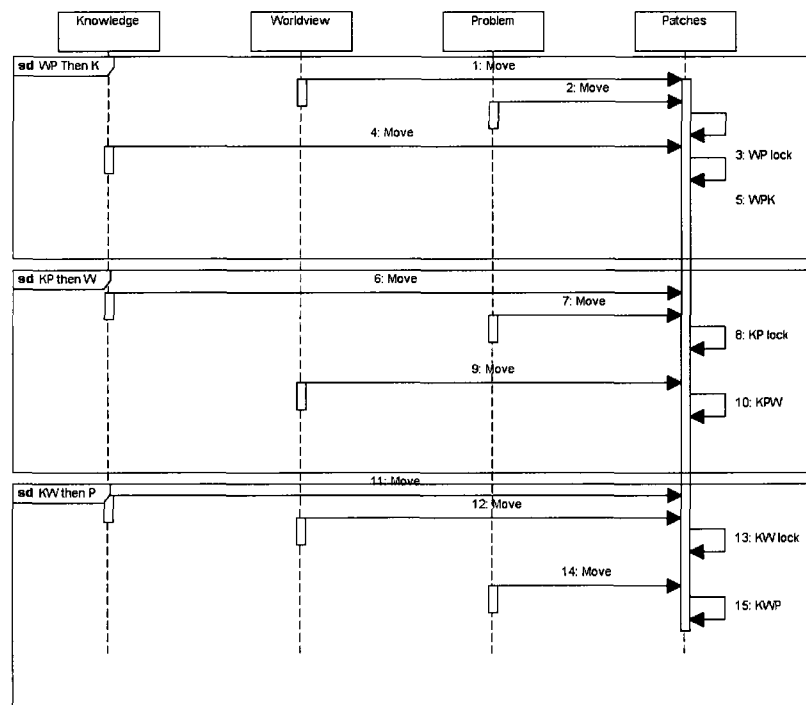 Knowledge
Worldview
Problem
Patches
sd WP Then K
1: Move
2: Move
4: Move
3: WP lock
5: WPK
sd KP then W
6: Move
7: Move
8: KP lock
9: Move
10: KPW
sd KW then P
11: Move
12: Move
13: KW lock
14: Move
15: KWP